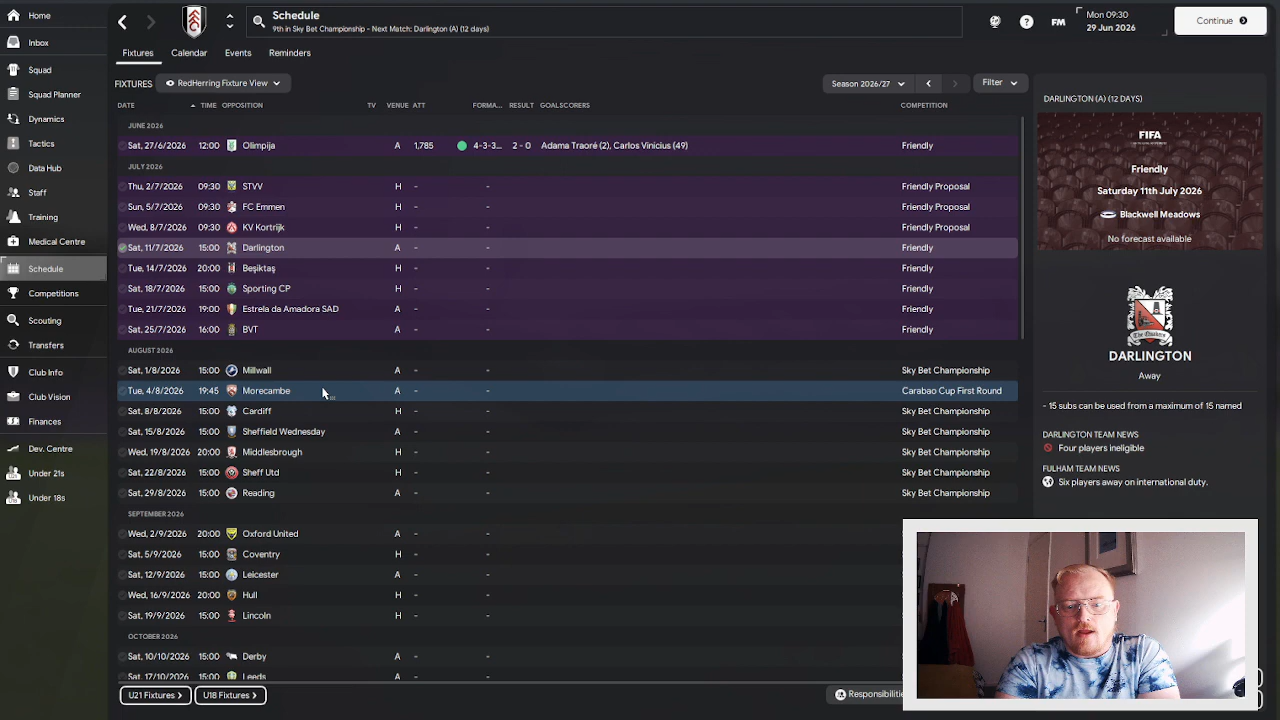 Home
Inbox
Squad
Squad Planner
Dynamics
Tactics
Data Hub
Staff
Training
Medical Centre
Schedule
Competitions
Scouting
Transfers
Club Info
Club Vision
Finances
Dev. Centre
Under 21s
Under 18s
Schedule
9th in Sky Bet Championship - Next Match: Darlington (A) (12 days)
FM
Mon 09:30
29 Jun 2026
Continue
Fixtures Calendar Events Reminders
FIXTURES RedHerring Fixture View Season 2026/27 Filter
DATE TIME OPPOSITION TV VENUE ATT FORMA... RESULT GOALSCORERS COMPETITION
JUNE 2026
Sat, 27/6/2026 12:00 Olimpija A 1,785 4-3-3... 2 - 0 Adama Traoré (2), Carlos Vinicius (49) Friendly
JULY 2026
Thu, 2/7/2026 09:30 STVV H - - Friendly Proposal
Sun, 5/7/2026 09:30 FC Emmen H - - Friendly Proposal
Wed, 8/7/2026 09:30 KV Kortrijk H - - Friendly Proposal
Sat, 11/7/2026 15:00 Darlington A - - Friendly
Tue, 14/7/2026 20:00 Beşiktaş H - - Friendly
Sat, 18/7/2026 15:00 Sporting CP H - - Friendly
Tue, 21/7/2026 19:00 Estrela da Amadora SAD A - - Friendly
Sat, 25/7/2026 16:00 BVT A - - Friendly
AUGUST 2026
Sat, 1/8/2026 15:00 Millwall A - - Sky Bet Championship
Tue, 4/8/2026 19:45 Morecambe A - - Carabao Cup First Round
Sat, 8/8/2026 15:00 Cardiff H - - Sky Bet Championship
Sat, 15/8/2026 15:00 Sheffield Wednesday A - - Sky Bet Championship
Wed, 19/8/2026 20:00 Middlesbrough H - - Sky Bet Championship
Sat, 22/8/2026 15:00 Sheff Utd H - - Sky Bet Championship
Sat, 29/8/2026 15:00 Reading A - - Sky Bet Championship
SEPTEMBER 2026
Wed, 2/9/2026 20:00 Oxford United A - -
Sat, 5/9/2026 15:00 Coventry H - -
Sat, 12/9/2026 15:00 Leicester A - -
Wed, 16/9/2026 20:00 Hull H - -
Sat, 19/9/2026 15:00 Lincoln H - -
OCTOBER 2026
Sat, 10/10/2026 15:00 Derby A - -
Sat, 17/10/2026 15:00 Leeds A - -
U21 Fixtures U18 Fixtures
DARLINGTON (A) (12 DAYS)
FIFA
Friendly
Saturday 11th July 2026
Blackwell Meadows
No forecast available
The Quakers
DARLINGTON
Away
- 15 subs can be used from a maximum of 15 named
DARLINGTON TEAM NEWS
Four players ineligible
FULHAM TEAM NEWS
Six players away on international duty.